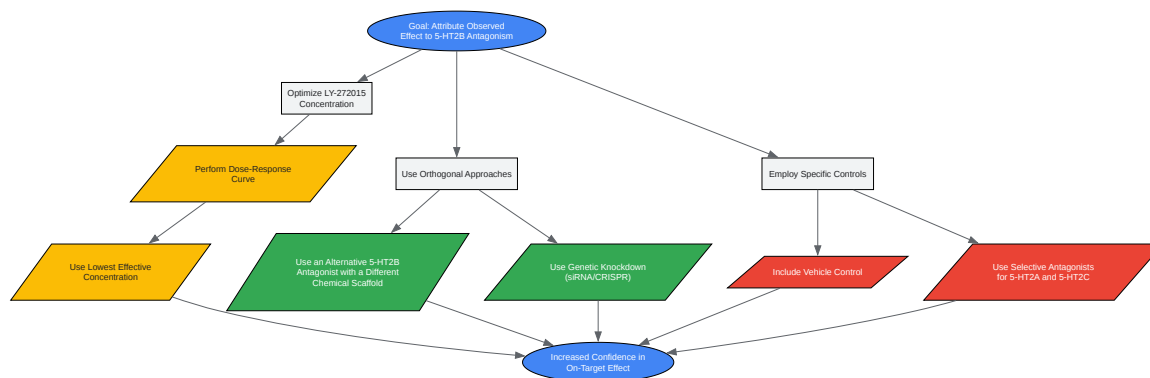 Goal: Attribute Observed
Effect to 5-HT2B Antagonism
Optimize LY-272015
Concentration
Perform Dose-Response
Curve
Use Orthogonal Approaches
Employ Specific Controls
Use Lowest Effective
Concentration
Use an Alternative 5-HT2B
Antagonist with a Different
Chemical Scaffold
Use Genetic Knockdown
(siRNA/CRISPR)
Include Vehicle Control
Use Selective Antagonists
for 5-HT2A and 5-HT2C
Increased Confidence in
On-Target Effect